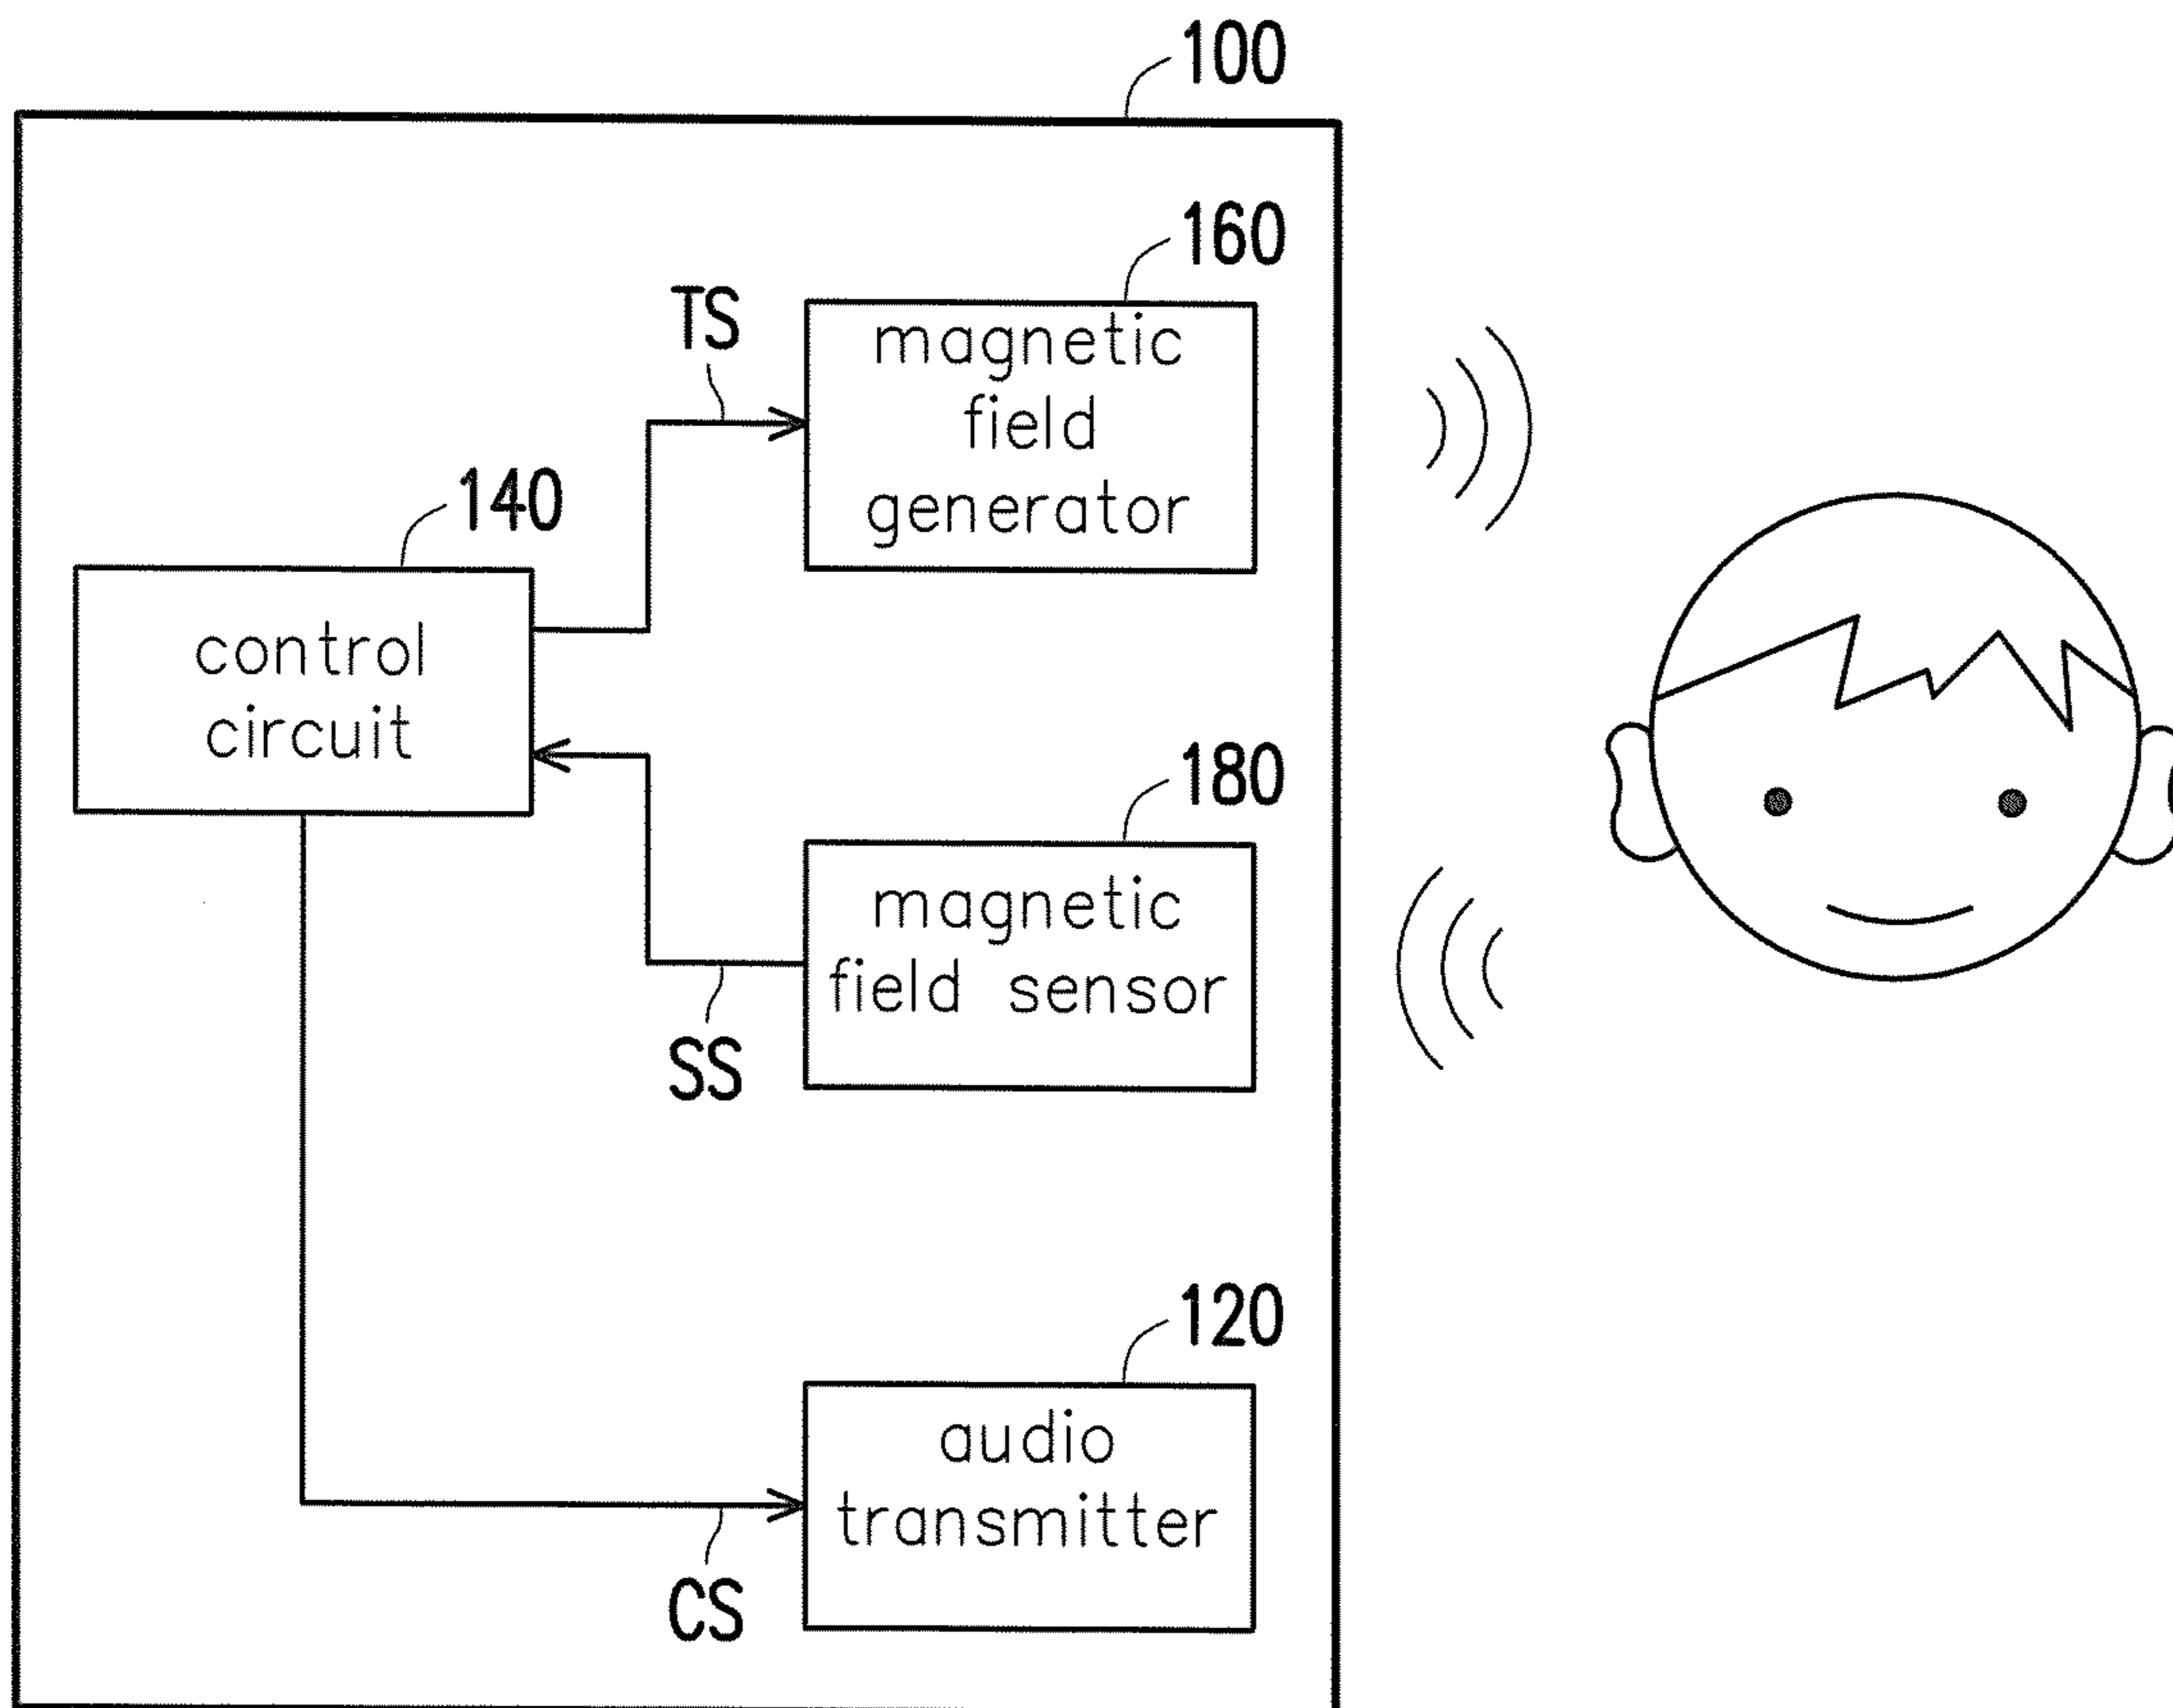 100
160
TS
magnetic
field
generator
140
control
circuit
180
magnetic
field sensor
SS
120
audio
transmitter
CS